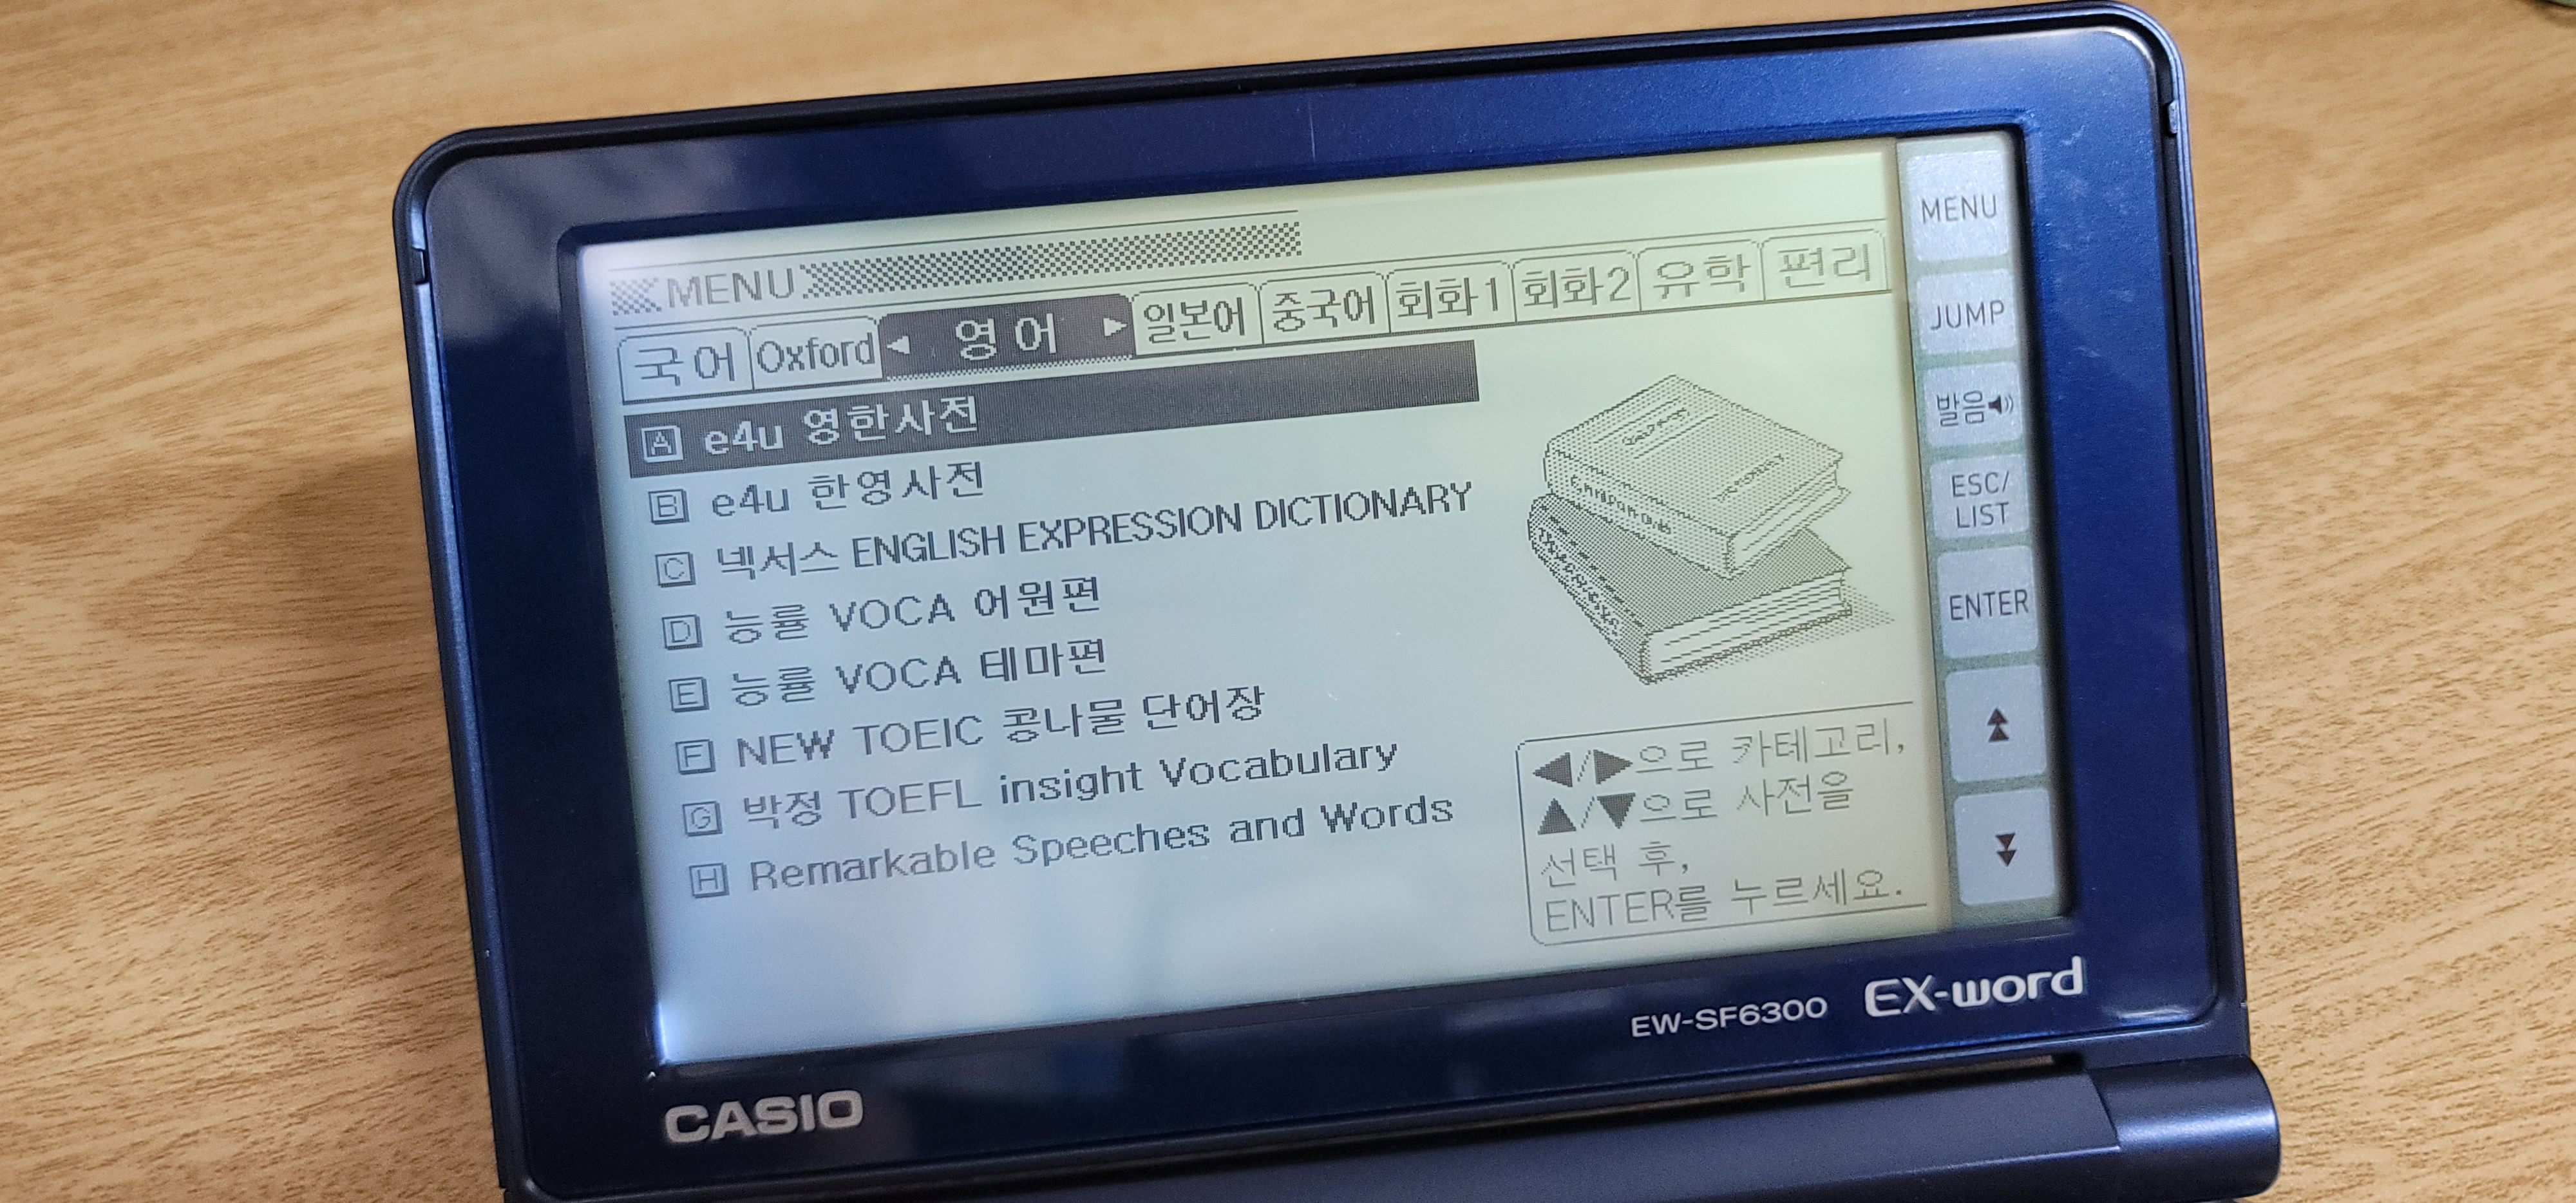 MENU
국어 Oxford ◀ 영어 ▶ 일본어 중국어 회화1 회화2 유학 편리
A e4u 영한사전
B e4u 한영사전
C 넥서스 ENGLISH EXPRESSION DICTIONARY
D 능률 VOCA 어원편
E 능률 VOCA 테마편
F NEW TOEIC 콩나물 단어장
G 박정 TOEFL insight Vocabulary
H Remarkable Speeches and Words
◀/▶으로 카테고리,
▲/▼으로 사전을
선택 후,
ENTER를 누르세요.
MENU
JUMP
발음
ESC/
LIST
ENTER
EW-SF6300 EX-word
CASIO